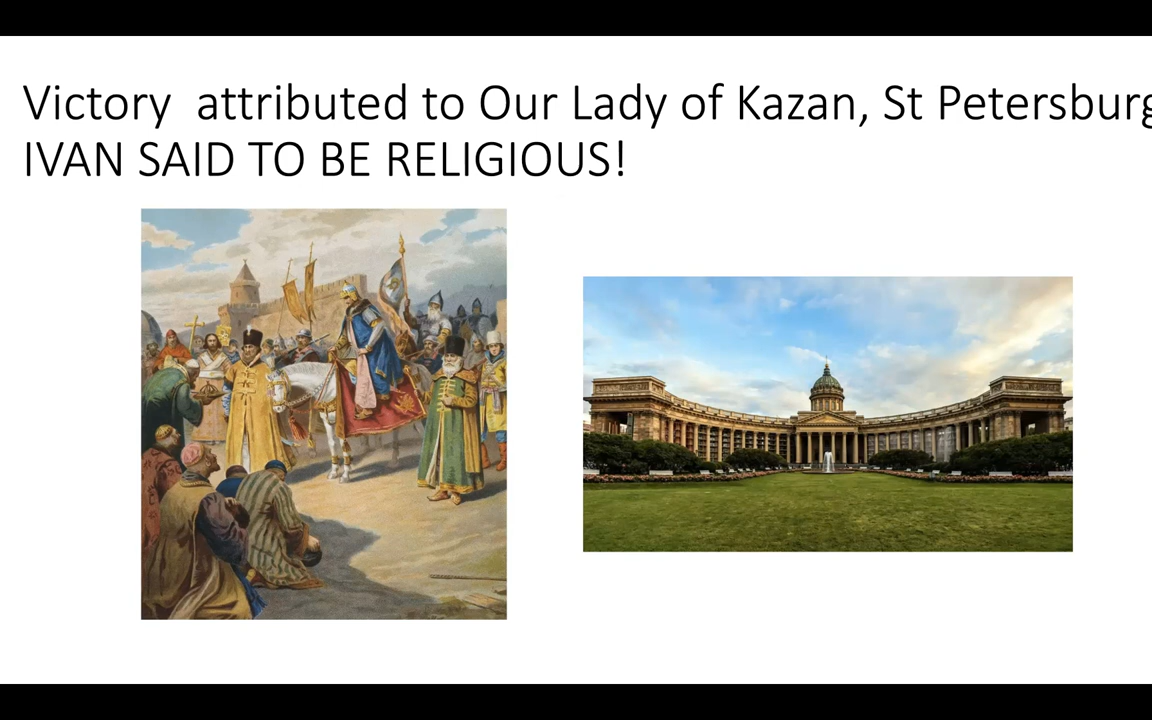 Victory  attributed to Our Lady of Kazan, St Petersburg
IVAN SAID TO BE RELIGIOUS!